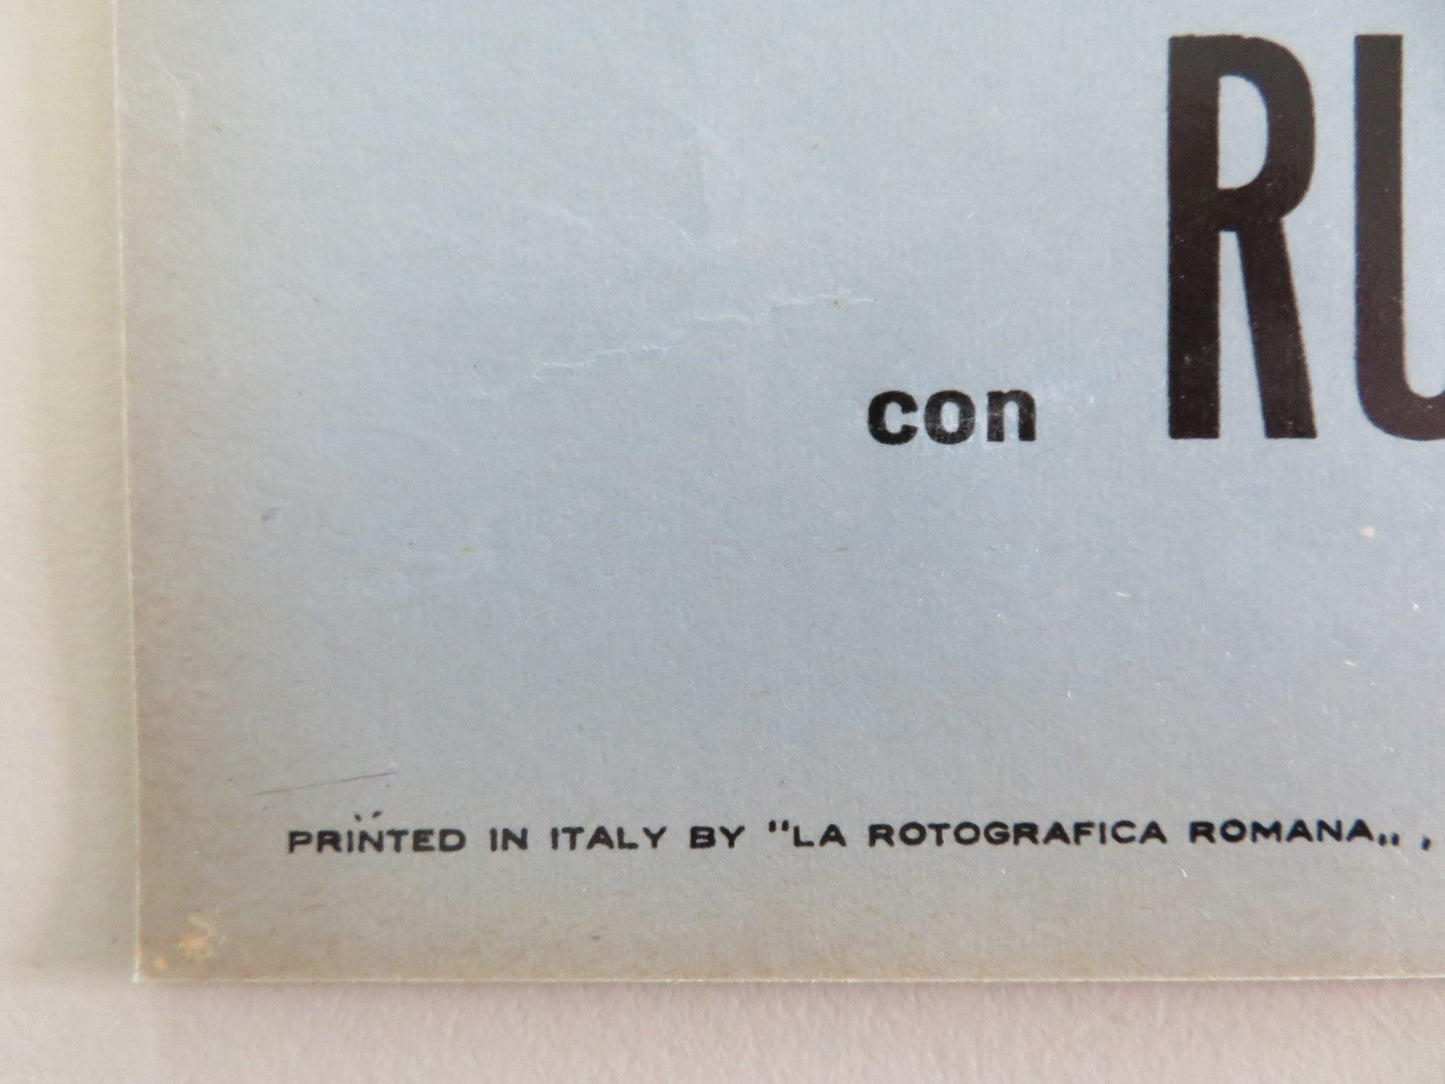 con RU
PRINTED IN ITALY BY "LA ROTOGRAFICA ROMANA„ ,